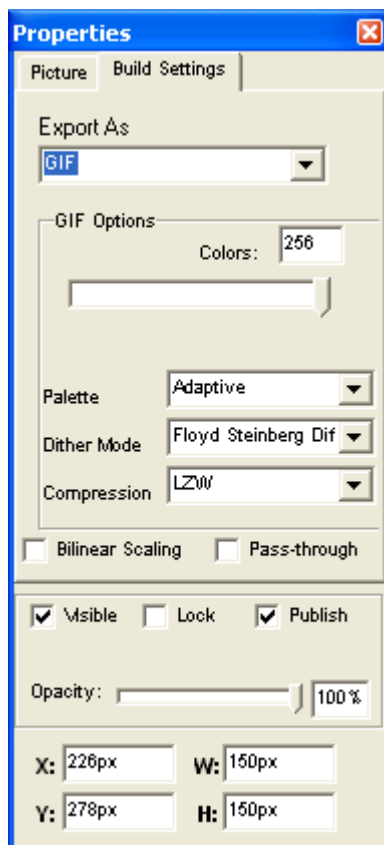 Properties
Picture Build Settings
Export As
GIF
GIF Options
Colors: 256
Palette Adaptive
Dither Mode Floyd Steinberg Dif
Compression LZW
Bilinear Scaling Pass-through
Visible Lock Publish
Opacity: 100%
X: 226px W: 150px
Y: 278px H: 150px